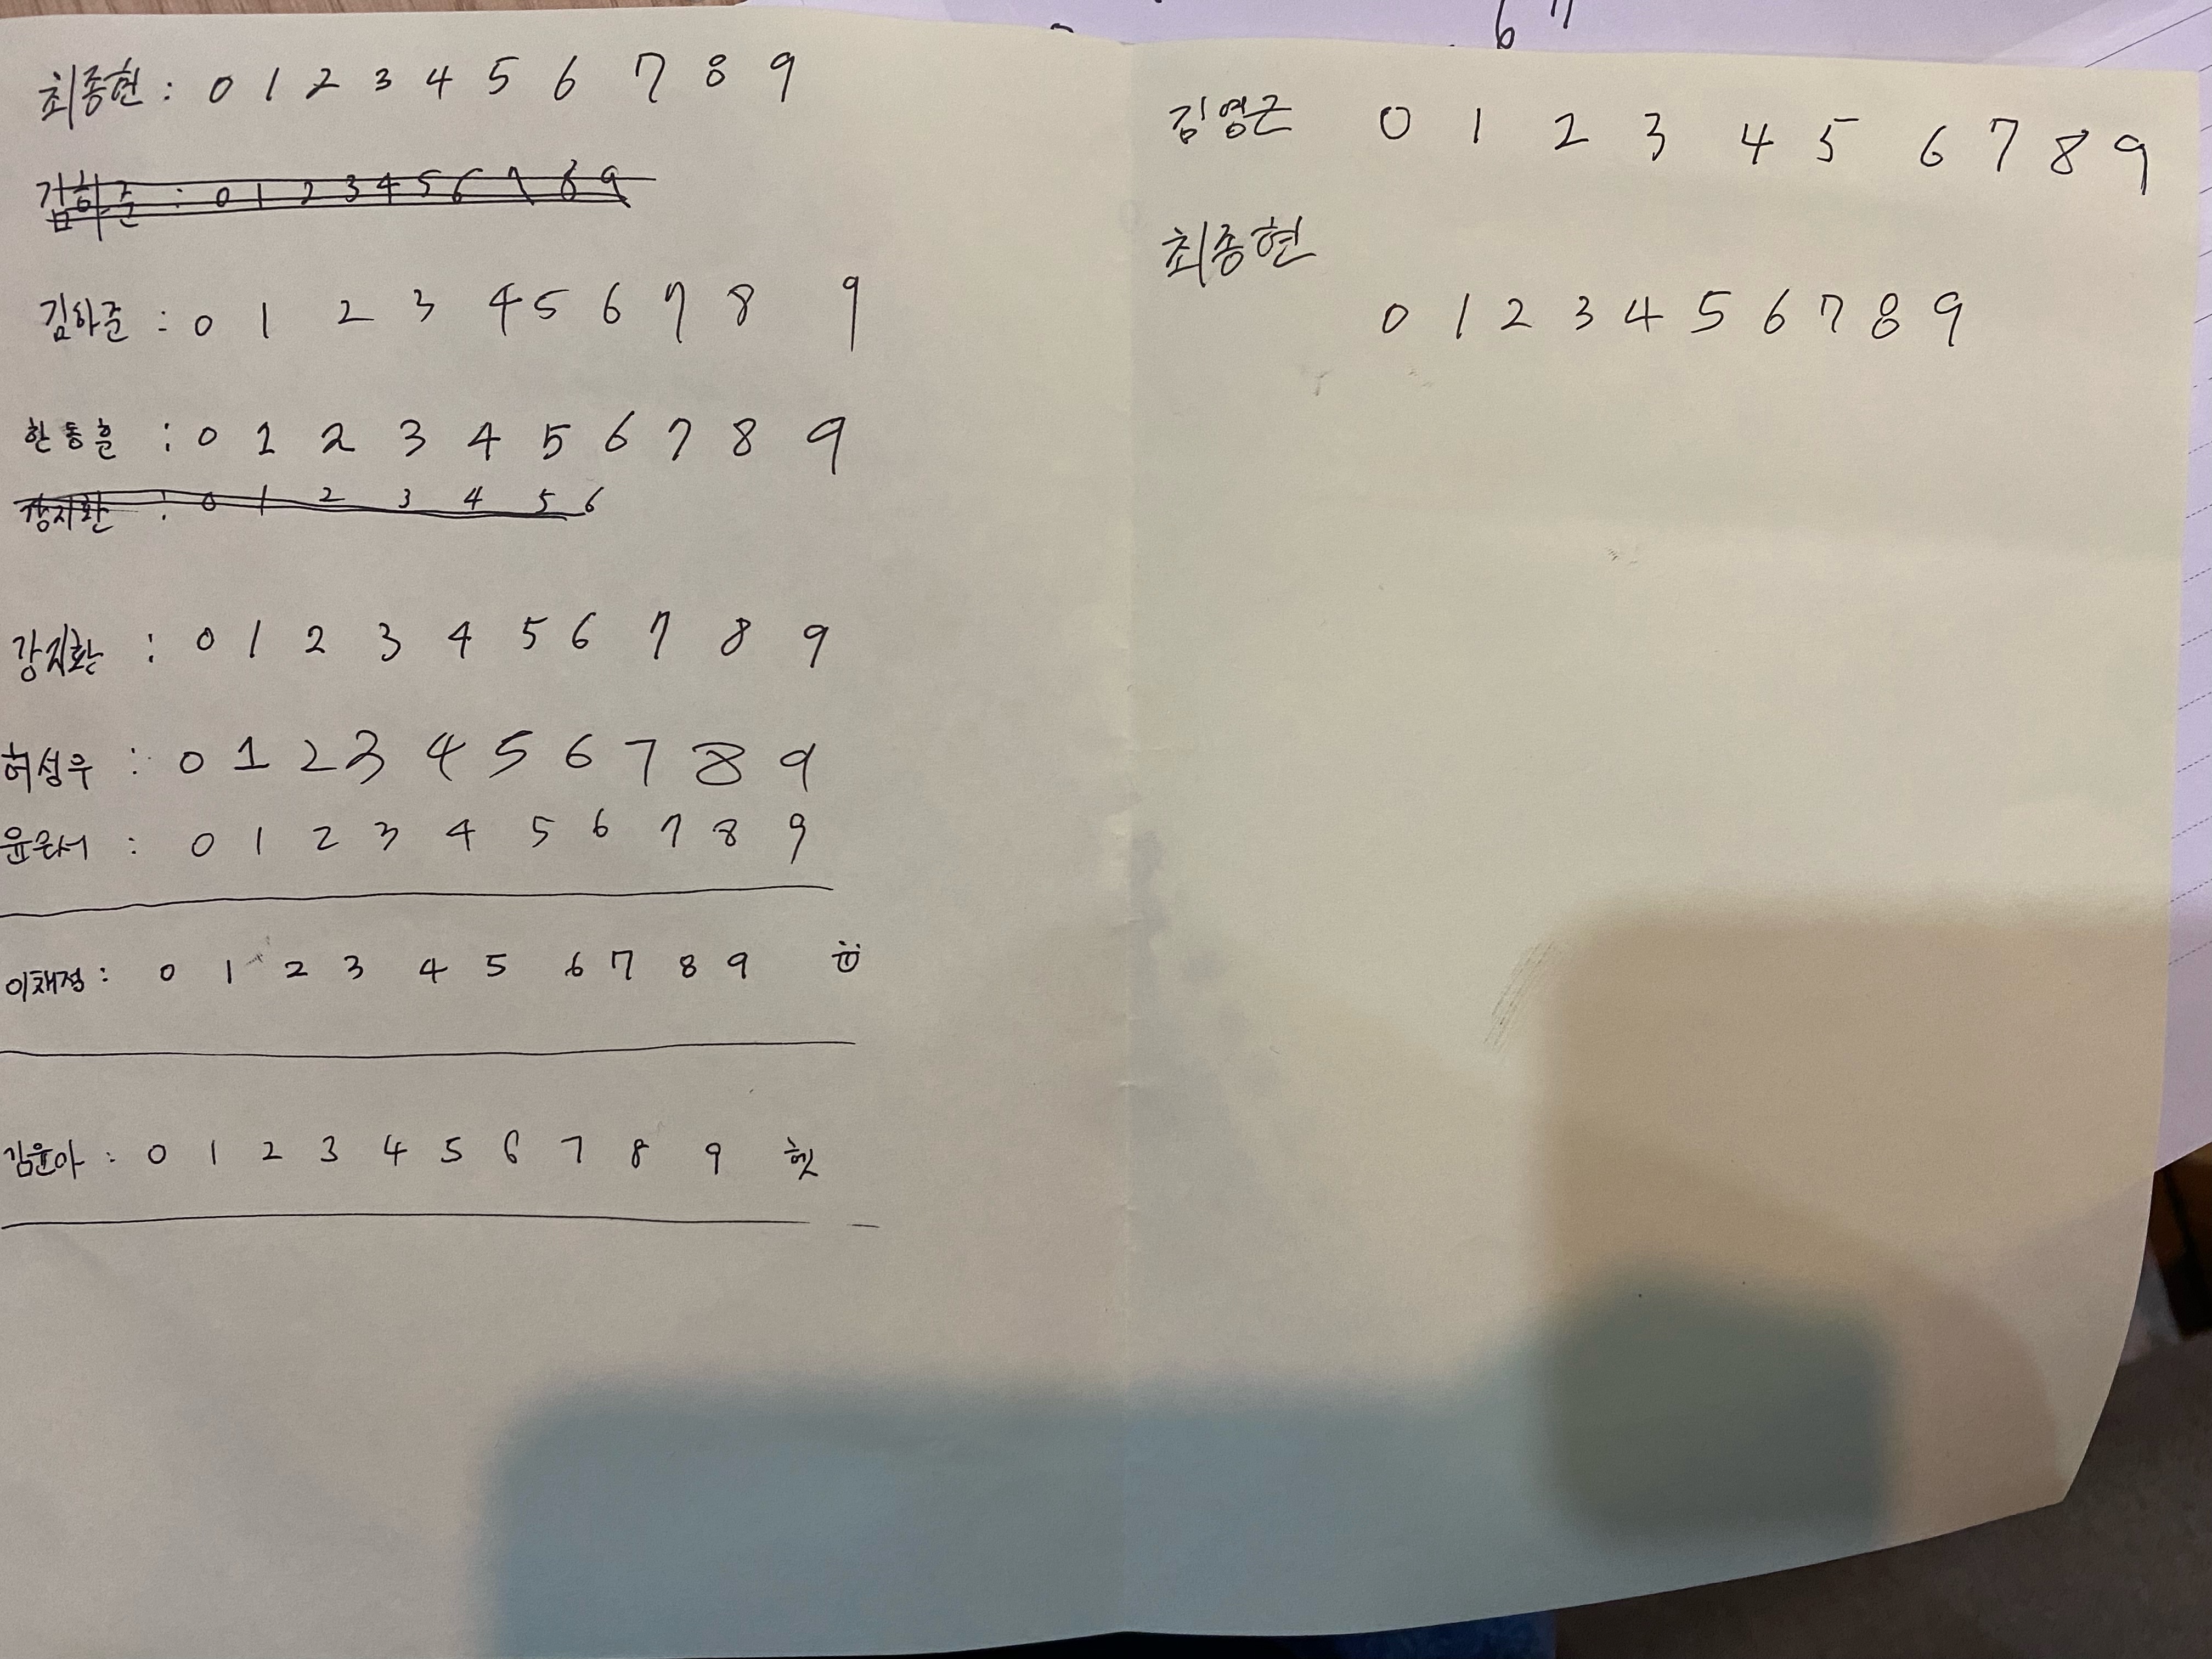 최종현 : 0 1 2 3 4 5 6 7 8 9
김하준 : 0 1 2 3 4 5 6 7 8 9
김하준 : 0 1 2 3 4 5 6 7 8 9
한동훈 : 0 1 2 3 4 5 6 7 8 9
강지환 : 0 1 2 3 4 5 6
강지환 : 0 1 2 3 4 5 6 7 8 9
허성우 : 0 1 2 3 4 5 6 7 8 9
윤은서 : 0 1 2 3 4 5 6 7 8 9
이채정 : 0 1 2 3 4 5 6 7 8 9
김윤아 : 0 1 2 3 4 5 6 7 8 9 헷
6 7
김영근 0 1 2 3 4 5 6 7 8 9
최종현
0 1 2 3 4 5 6 7 8 9